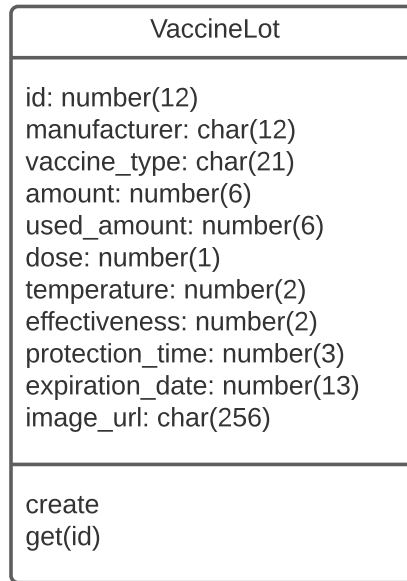 VaccineLot
id: number(12)
manufacturer: char(12)
vaccine_type: char(21)
amount: number(6)
used_amount: number(6)
dose: number(1)
temperature: number(2)
effectiveness: number(2)
protection_time: number(3)
expiration_date: number(13)
image_url: char(256)
create
get(id)